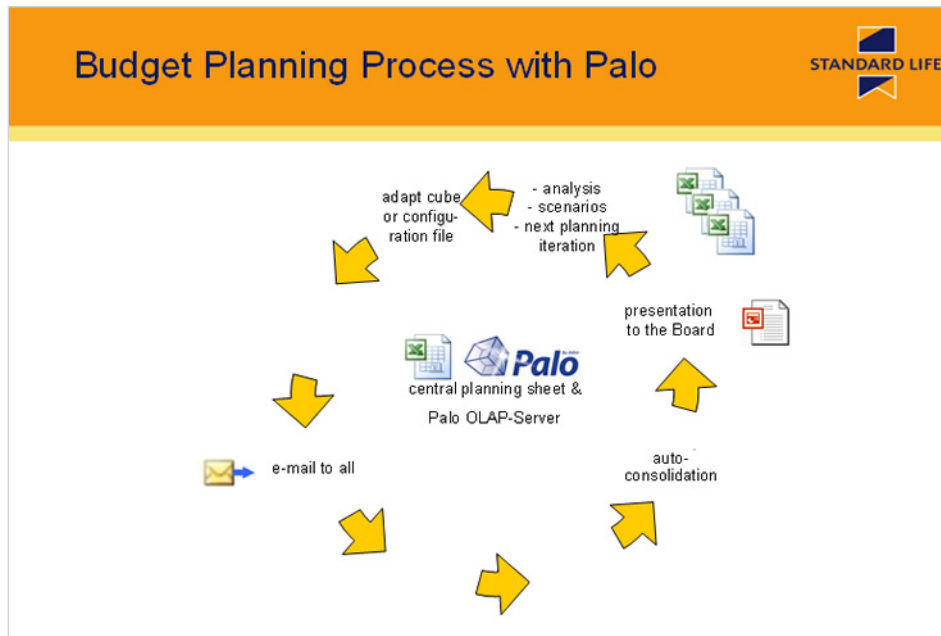 Budget Planning Process with Palo
STANDARD LIFE
adapt cube
or configu-
ration file
- analysis
- scenarios
- next planning
iteration
presentation
to the Board
Palo
central planning sheet &
Palo OLAP-Server
e-mail to all
auto-
consolidation